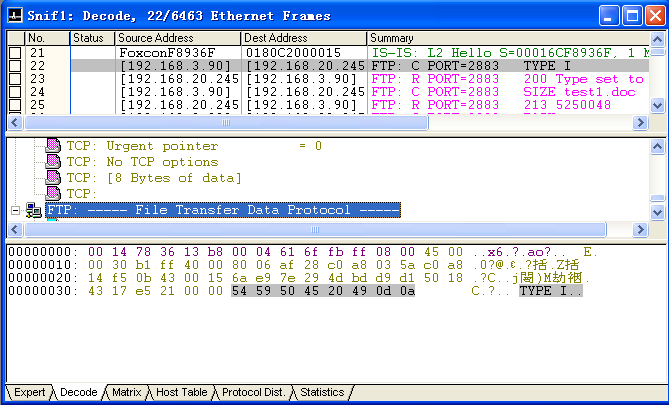 Snif1: Decode, 22/6463 Ethernet Frames
No. Status Source Address Dest Address Summary
21 FoxconF8936F 0180C2000015 IS-IS: L2 Hello S=00016CF8936F, 1 M
22 [192.168.3.90] [192.168.20.245 FTP: C PORT=2883 TYPE I
23 [192.168.20.245 [192.168.3.90] FTP: R PORT=2883 200 Type set to
24 [192.168.3.90] [192.168.20.245 FTP: C PORT=2883 SIZE test1.doc
25 [192.168.20.245 [192.168.3.90] FTP: R PORT=2883 213 5250048
TCP: Urgent pointer = 0
TCP: No TCP options
TCP: [8 Bytes of data]
TCP:
FTP: ----- File Transfer Data Protocol -----
00000000: 00 14 78 36 13 b8 00 04 61 6f fb ff 08 00 45 00 ..x6.?.ao?.. E.
00000010: 00 30 b1 ff 40 00 80 06 af 28 c0 a8 03 5a c0 a8 .0?@.¢.?括.Z括
00000020: 14 f5 0b 43 00 15 6a e9 7e 29 4d bd d9 d1 50 18 .?C..j閪)M劫裍.
00000030: 43 17 e5 21 00 00 54 59 50 45 20 49 0d 0a C.?.. TYPE I..
Expert Decode Matrix Host Table Protocol Dist. Statistics